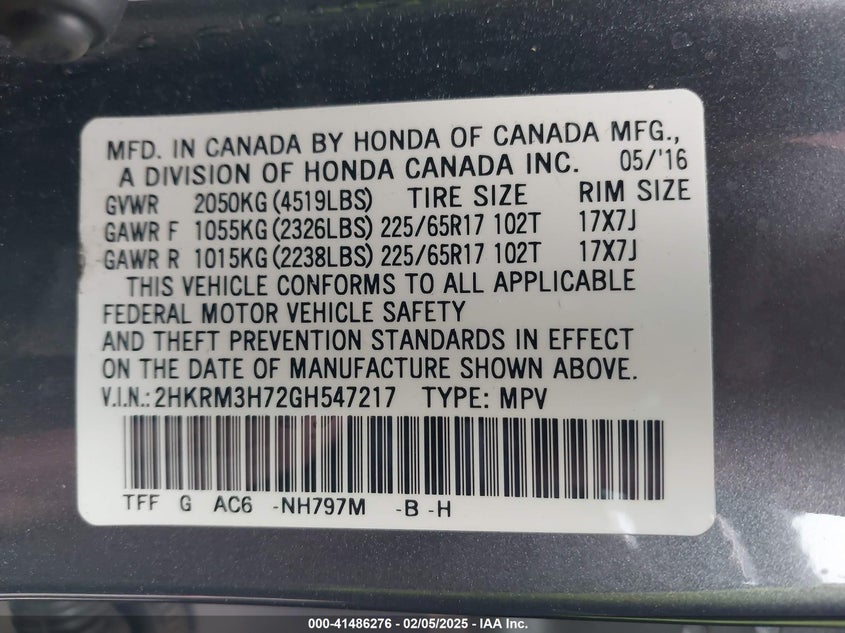 MFD. IN CANADA BY HONDA OF CANADA MFG.,
A DIVISION OF HONDA CANADA INC. 05/'16
GVWR 2050KG (4519LBS) TIRE SIZE RIM SIZE
GAWR F 1055KG (2326LBS) 225/65R17 102T 17X7J
GAWR R 1015KG (2238LBS) 225/65R17 102T 17X7J
THIS VEHICLE CONFORMS TO ALL APPLICABLE
FEDERAL MOTOR VEHICLE SAFETY
AND THEFT PREVENTION STANDARDS IN EFFECT
ON THE DATE OF MANUFACTURE SHOWN ABOVE.
V.I.N.: 2HKRM3H72GH547217 TYPE: MPV
TFF G AC6 -NH797M -B -H
000-41486276 - 02/05/2025 - IAA Inc.